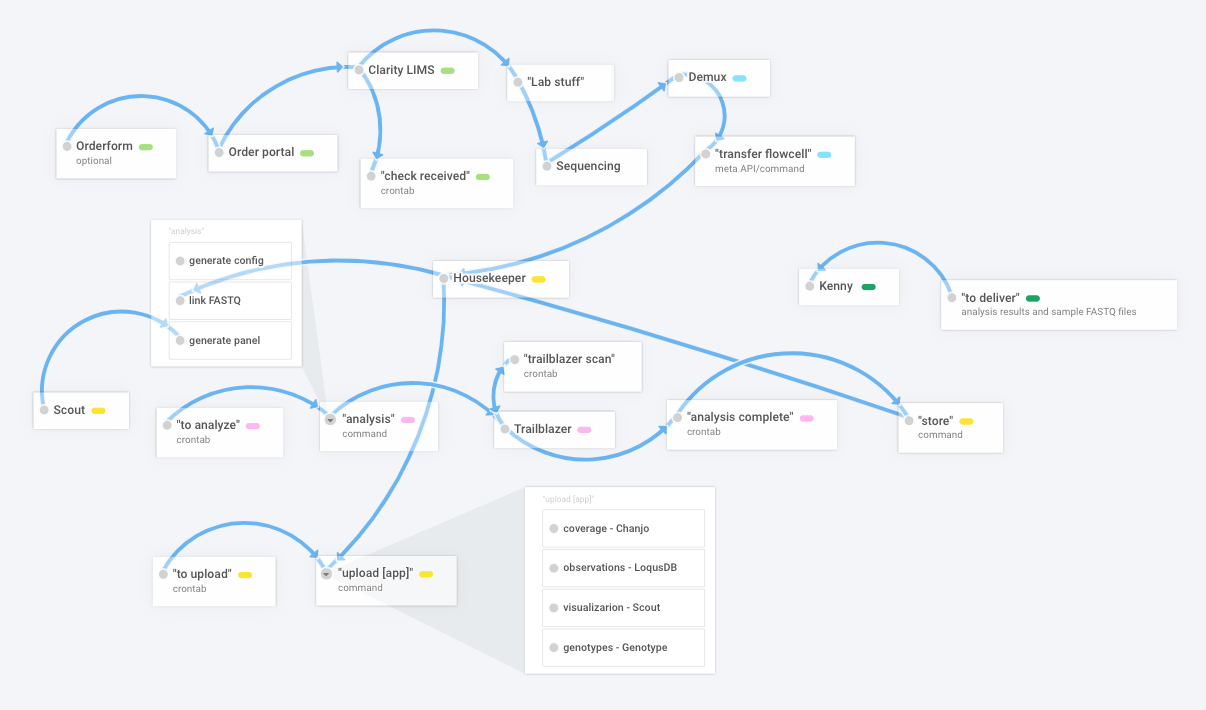 Clarity LIMS
"Lab stuff"
Demux
Orderform
optional
Order portal
"check received"
crontab
Sequencing
"transfer flowcell"
meta API/command
"analysis"
generate config
link FASTQ
generate panel
Housekeeper
Kenny
"to deliver"
analysis results and sample FASTQ files
"trailblazer scan"
crontab
Scout
"to analyze"
crontab
"analysis"
command
Trailblazer
"analysis complete"
crontab
"store"
command
"upload [app]"
coverage - Chanjo
observations - LoqusDB
visualizarion - Scout
genotypes - Genotype
"to upload"
crontab
"upload [app]"
command